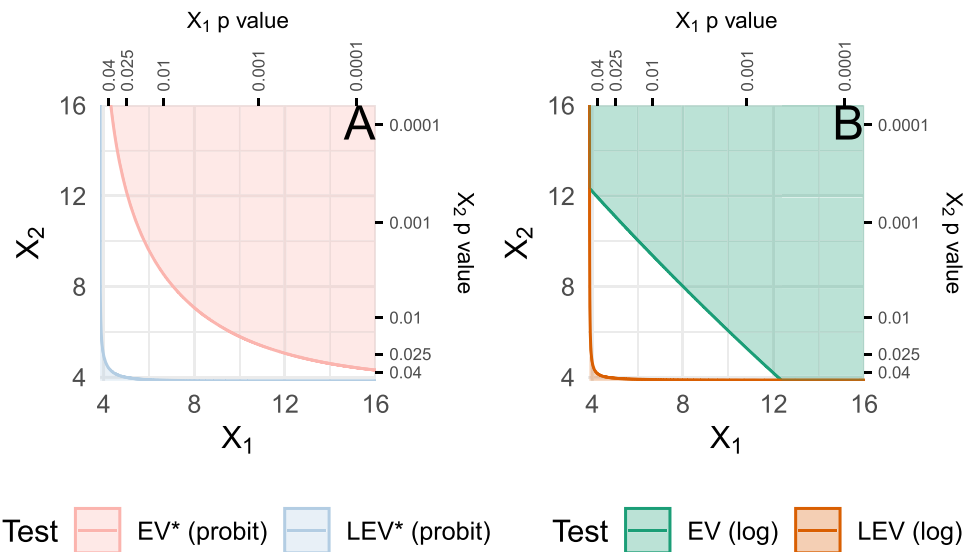 X₁ p value
0.04 0.025 0.01 0.001 0.0001
16 12 8 4
X₂
A
0.0001 0.001 0.01 0.025 0.04
X₂ p value
4 8 12 16
X₁
X₁ p value
0.04 0.025 0.01 0.001 0.0001
16 12 8 4
X₂
B
0.0001 0.001 0.01 0.025 0.04
X₂ p value
4 8 12 16
X₁
Test EV* (probit) LEV* (probit)
Test EV (log) LEV (log)